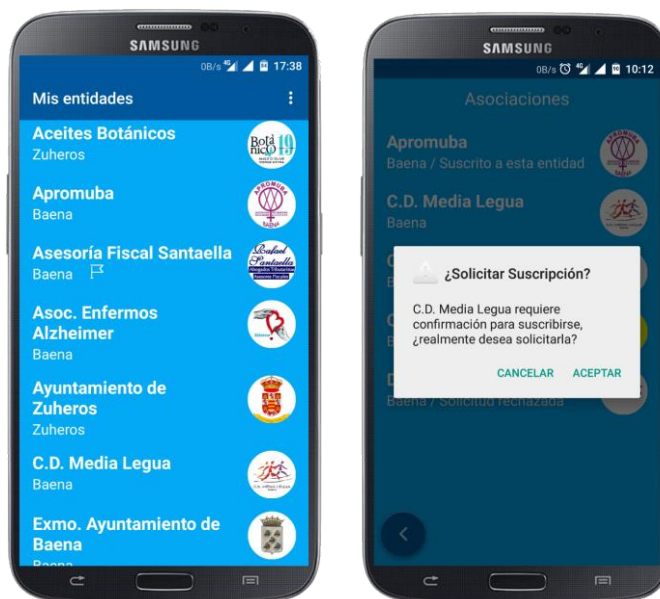 SAMSUNG
0B/s 4G 17:38
Mis entidades
Aceites Botánicos
Zuheros
Apromuba
Baena
Asesoría Fiscal Santaella
Baena
Asoc. Enfermos
Alzheimer
Baena
Ayuntamiento de
Zuheros
Zuheros
C.D. Media Legua
Baena
Exmo. Ayuntamiento de
Baena
Baena
SAMSUNG
0B/s 4G 10:12
Asociaciones
Apromuba
Baena / Suscrito a esta entidad
C.D. Media Legua
Baena
¿Solicitar Suscripción?
C.D. Media Legua requiere
confirmación para suscribirse,
¿realmente desea solicitarla?
CANCELAR ACEPTAR
Baena / Solicitud rechazada